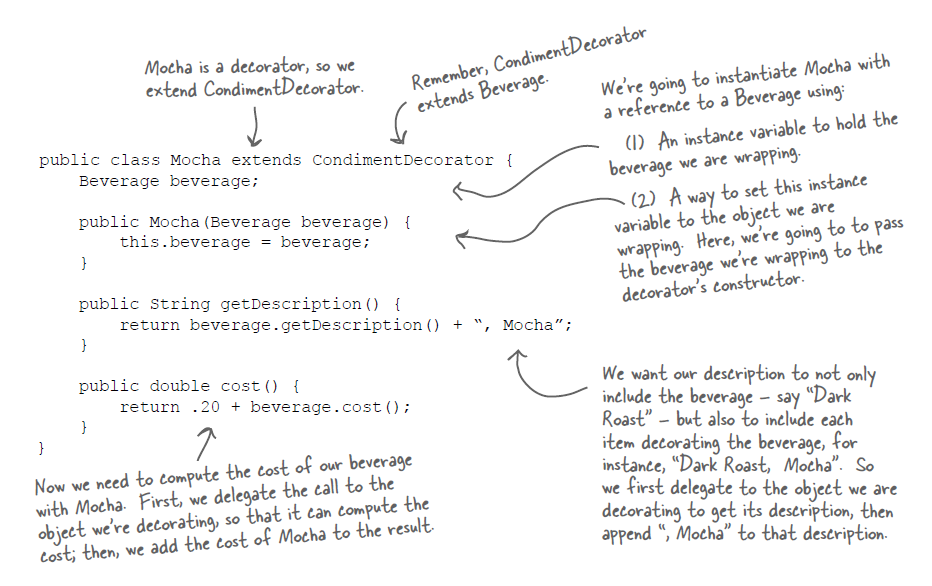 Mocha is a decorator, so we
extend CondimentDecorator.
Remember, CondimentDecorator
extends Beverage.
We're going to instantiate Mocha with
a reference to a Beverage using:
(1) An instance variable to hold the
beverage we are wrapping.
(2) A way to set this instance
variable to the object we are
wrapping. Here, we're going to to pass
the beverage we're wrapping to the
decorator's constructor.
public class Mocha extends CondimentDecorator {
    Beverage beverage;
    public Mocha(Beverage beverage) {
        this.beverage = beverage;
    }
    public String getDescription() {
        return beverage.getDescription() + “, Mocha”;
    }
    public double cost() {
        return .20 + beverage.cost();
    }
}
We want our description to not only
include the beverage – say “Dark
Roast” – but also to include each
item decorating the beverage, for
instance, “Dark Roast, Mocha”. So
we first delegate to the object we are
decorating to get its description, then
append “, Mocha” to that description.
Now we need to compute the cost of our beverage
with Mocha. First, we delegate the call to the
object we're decorating, so that it can compute the
cost; then, we add the cost of Mocha to the result.